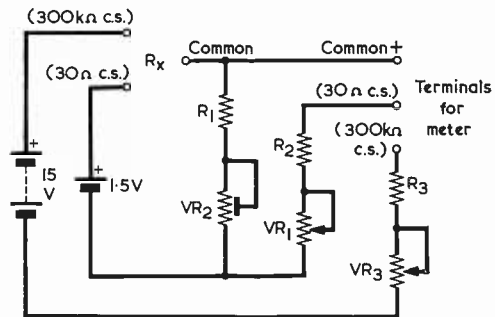 (300kΩ c.s.)
Rx
Common
Common+
(30Ω c.s.)
(30Ω c.s.)
Terminals
for
meter
(300kΩ
c.s.)
R1
R2
R3
+
15
V
+
1·5V
VR2
VR1
VR3